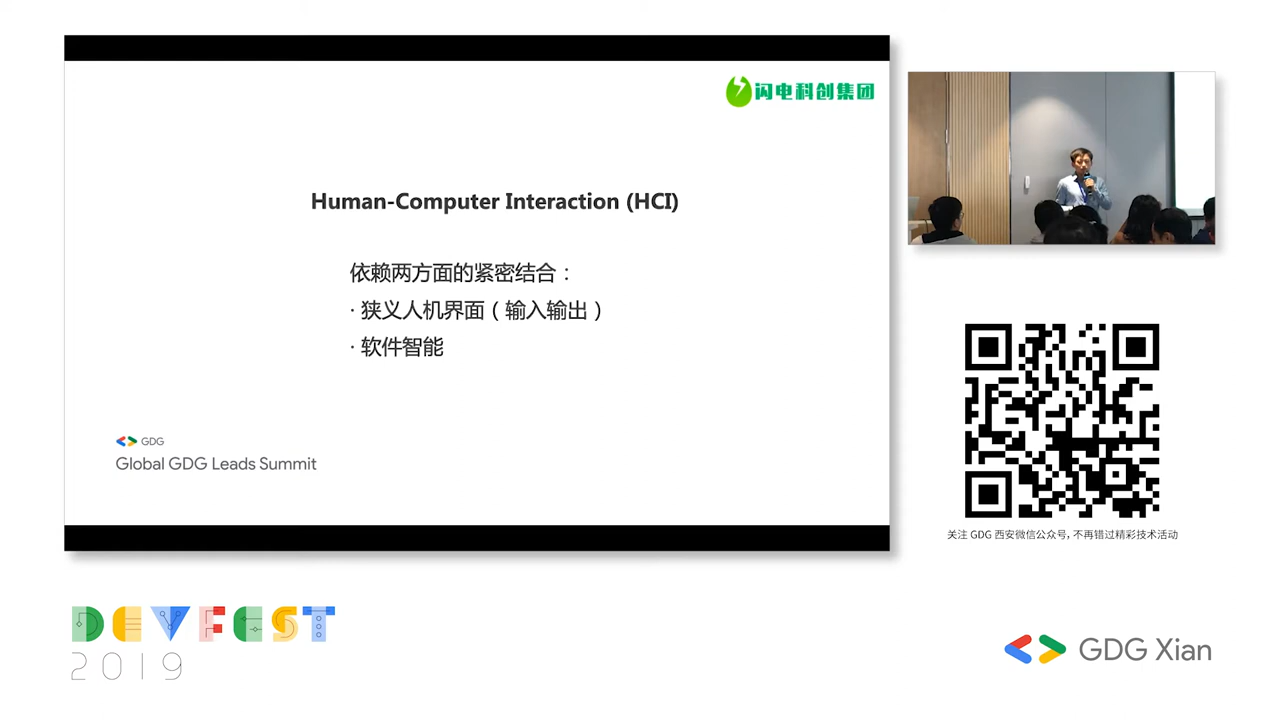 闪电科创集团
Human-Computer Interaction (HCI)
依赖两方面的紧密结合：
· 狭义人机界面（输入输出）
· 软件智能
GDG
Global GDG Leads Summit
关注 GDG 西安微信公众号, 不再错过精彩技术活动
DEVFEST
2019
GDG Xian